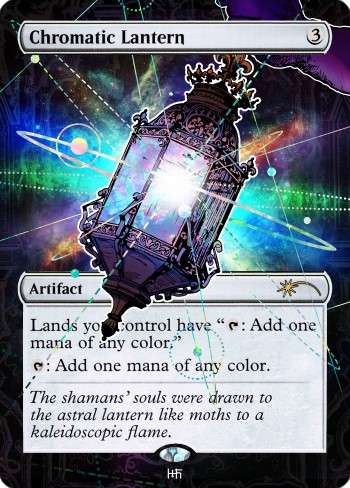 Chromatic Lantern 3
Artifact
Lands you control have “T: Add one
mana of any color.”
T: Add one mana of any color.
The shamans’ souls were drawn to
the astral lantern like moths to a
kaleidoscopic flame.